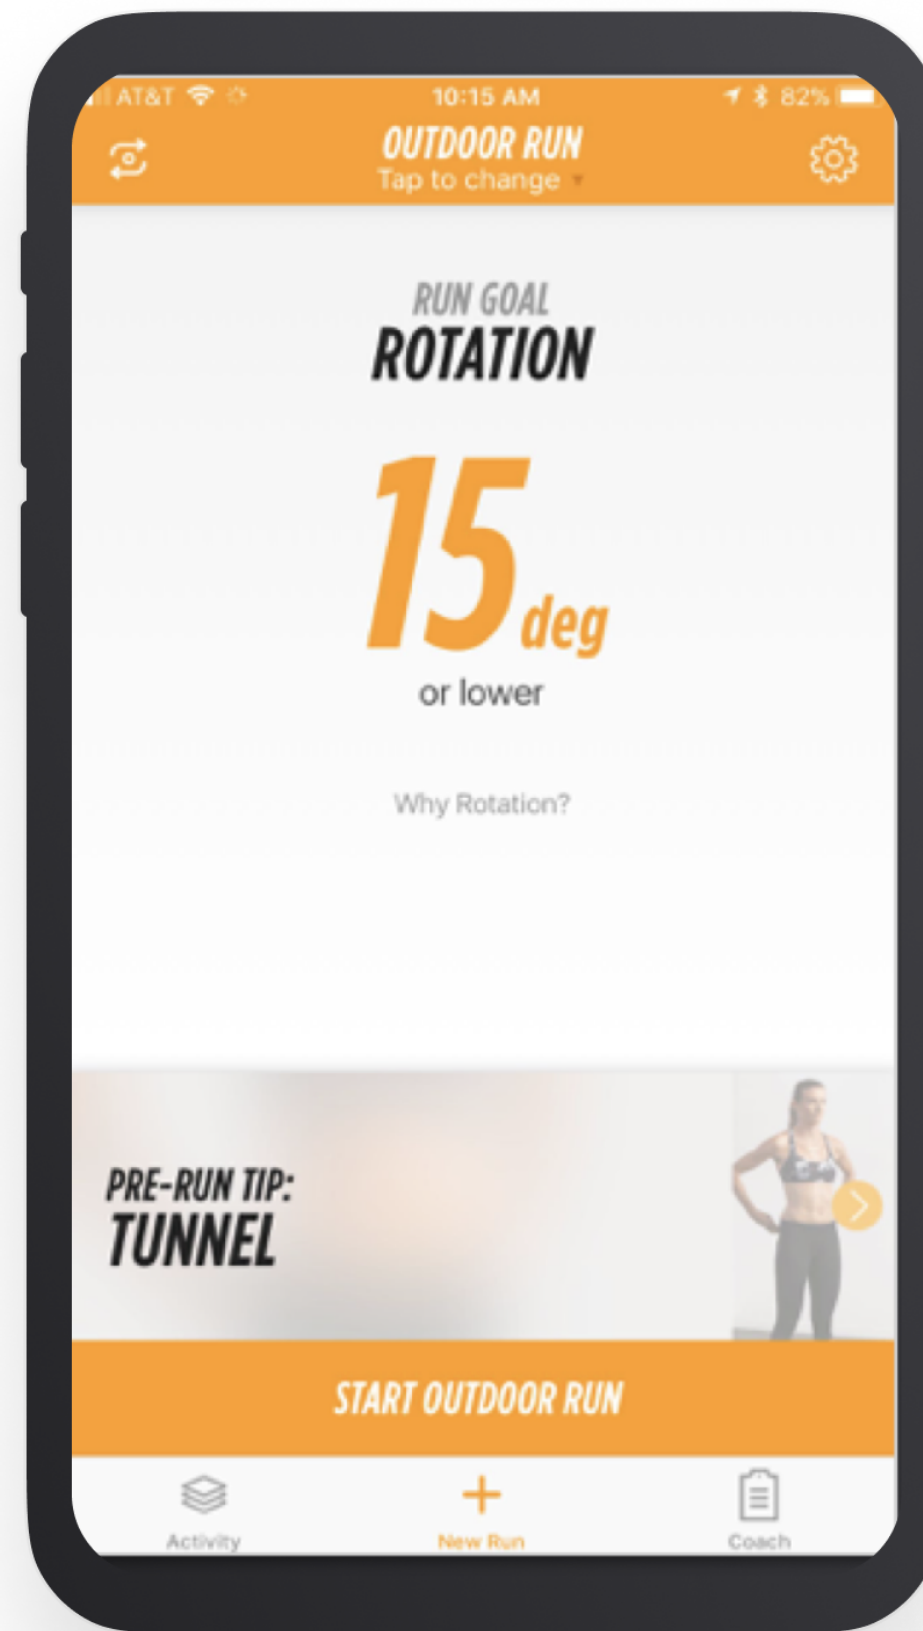 AT&T
10:15 AM
82%
OUTDOOR RUN
Tap to change
RUN GOAL
ROTATION
15 deg
or lower
Why Rotation?
PRE-RUN TIP:
TUNNEL
START OUTDOOR RUN
Activity
New Run
Coach